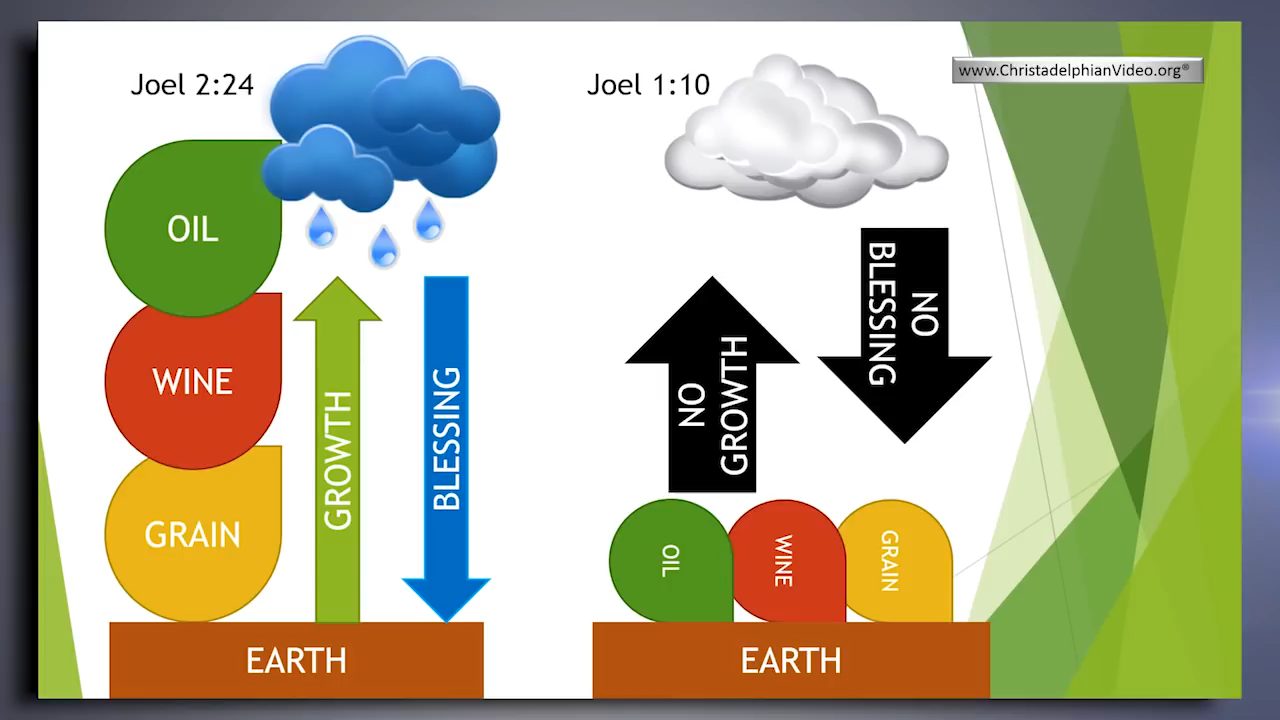 Joel 2:24
OIL
WINE
GRAIN
GROWTH
BLESSING
EARTH
Joel 1:10
www.ChristadelphianVideo.org®
NO
GROWTH
NO
BLESSING
OIL
WINE
GRAIN
EARTH